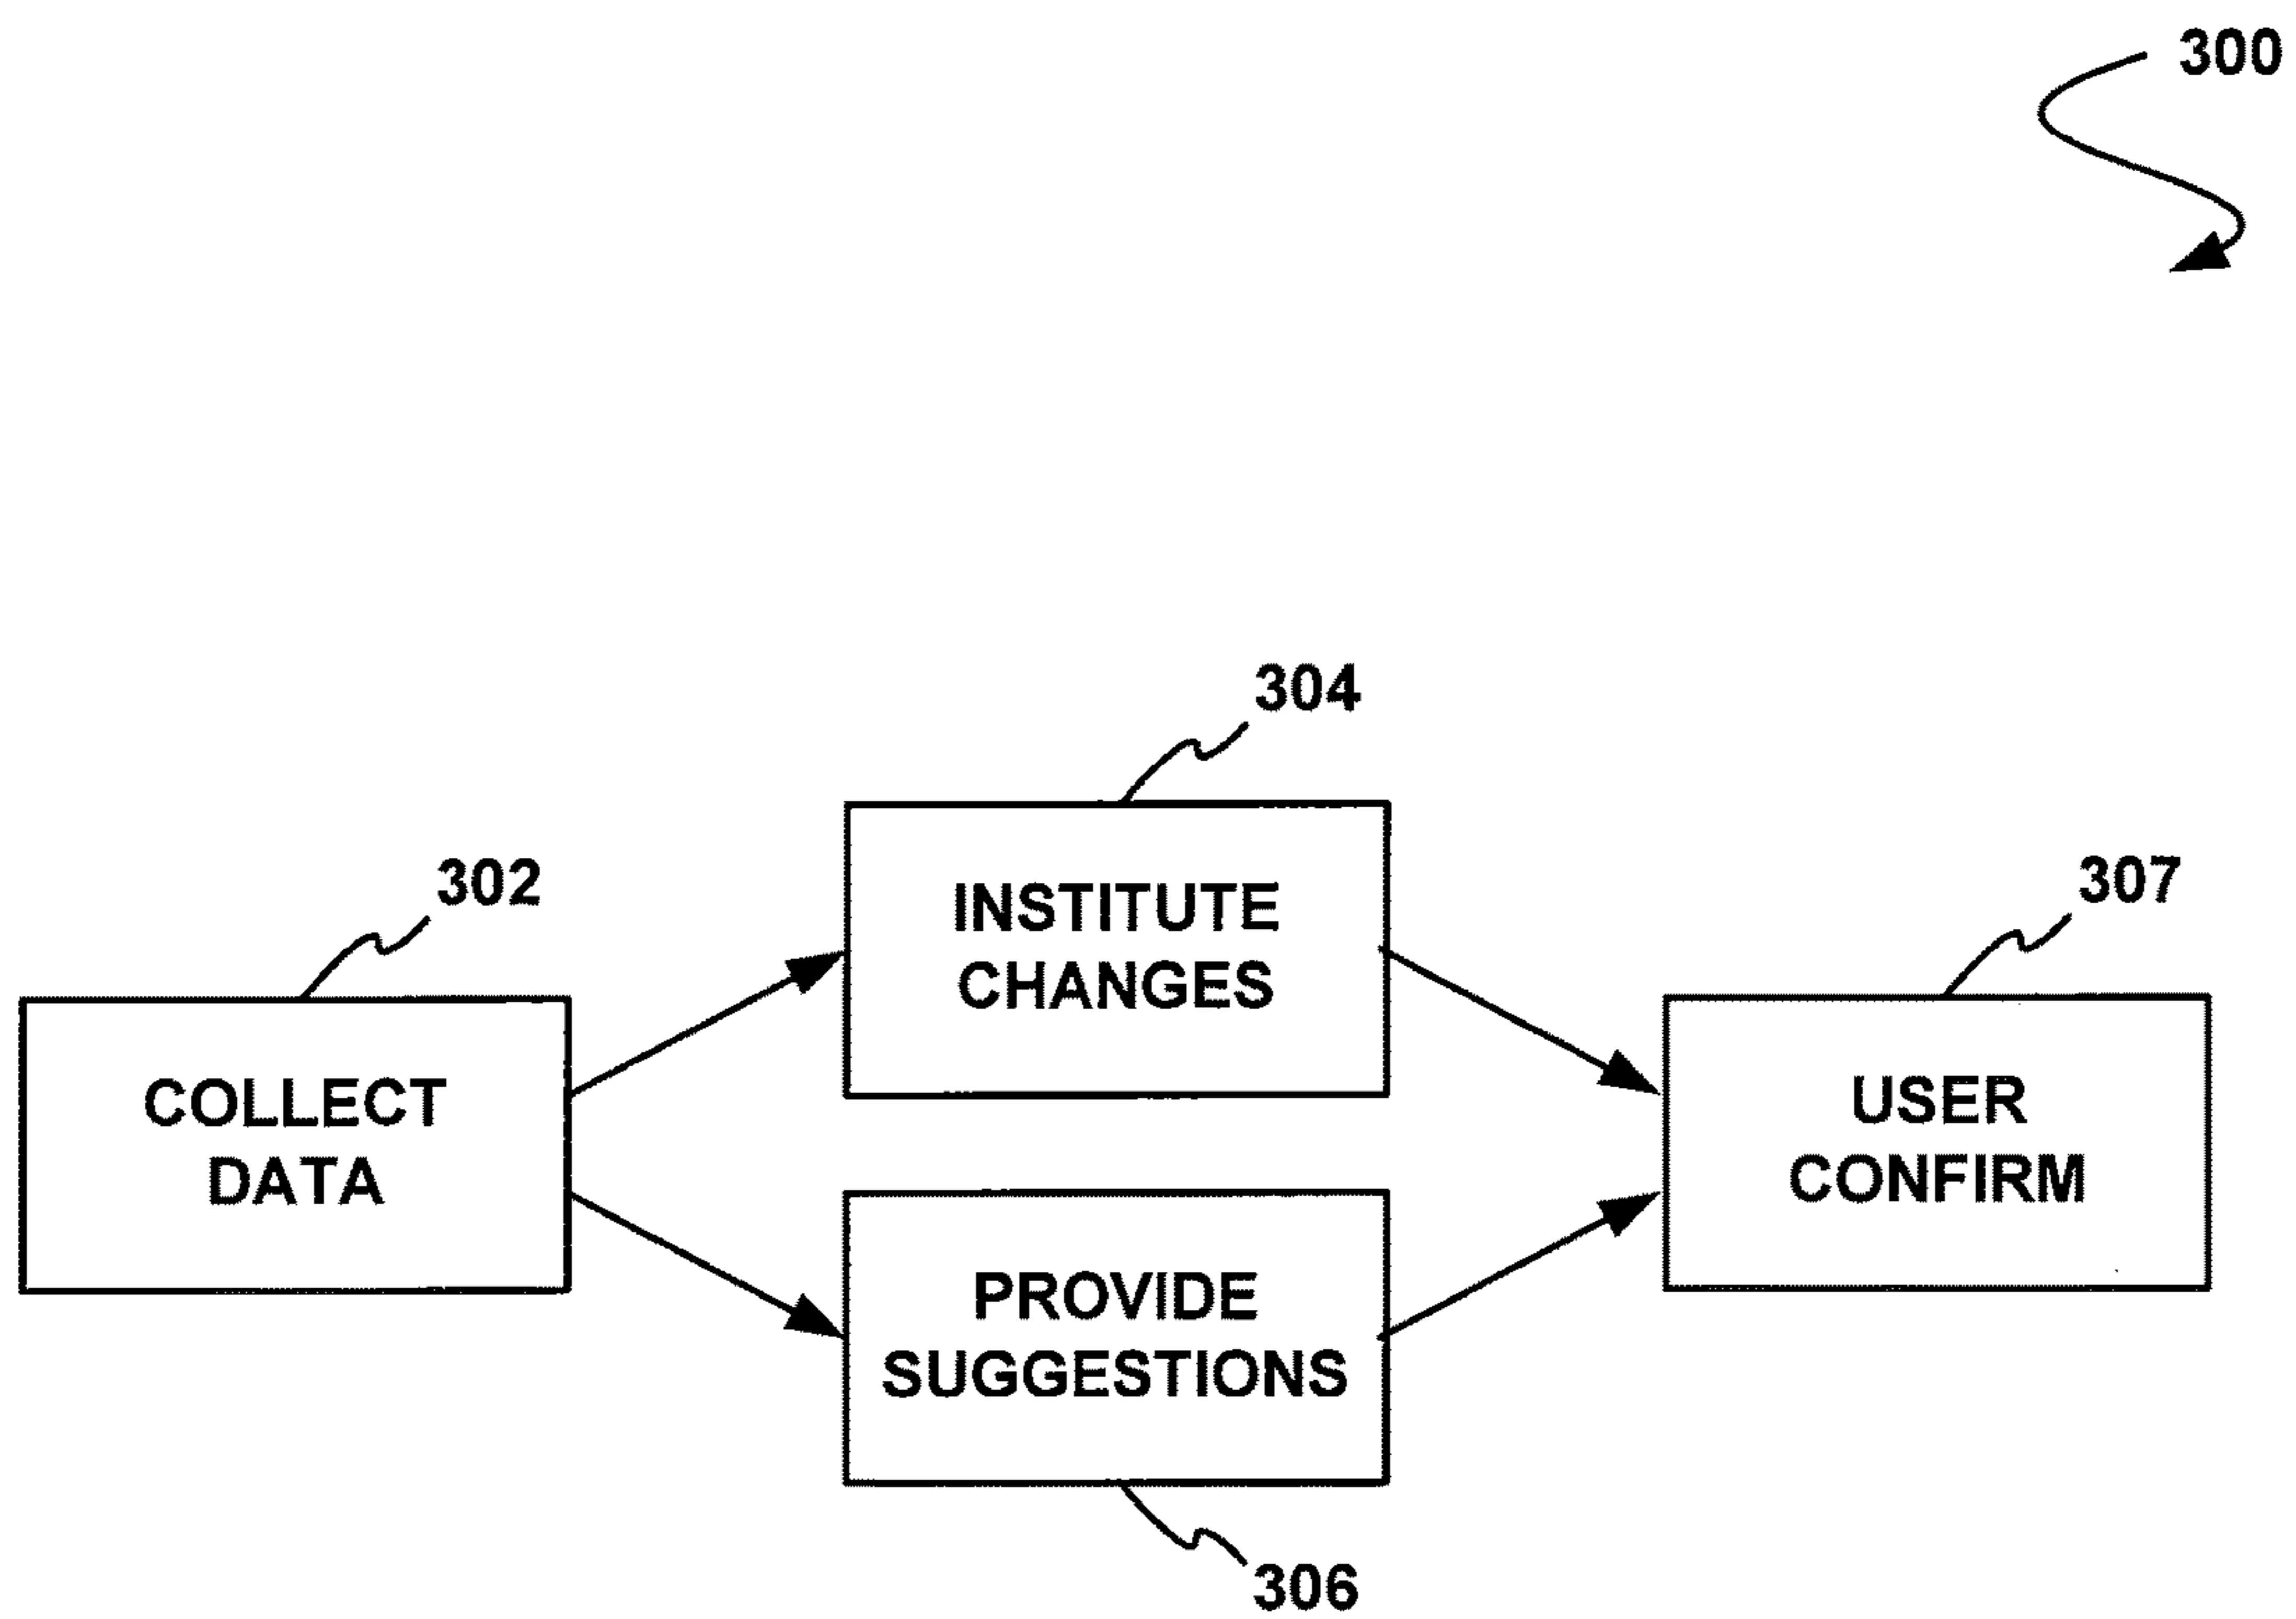 300
304
INSTITUTE
CHANGES
302
COLLECT
DATA
307
USER
CONFIRM
PROVIDE
SUGGESTIONS
306